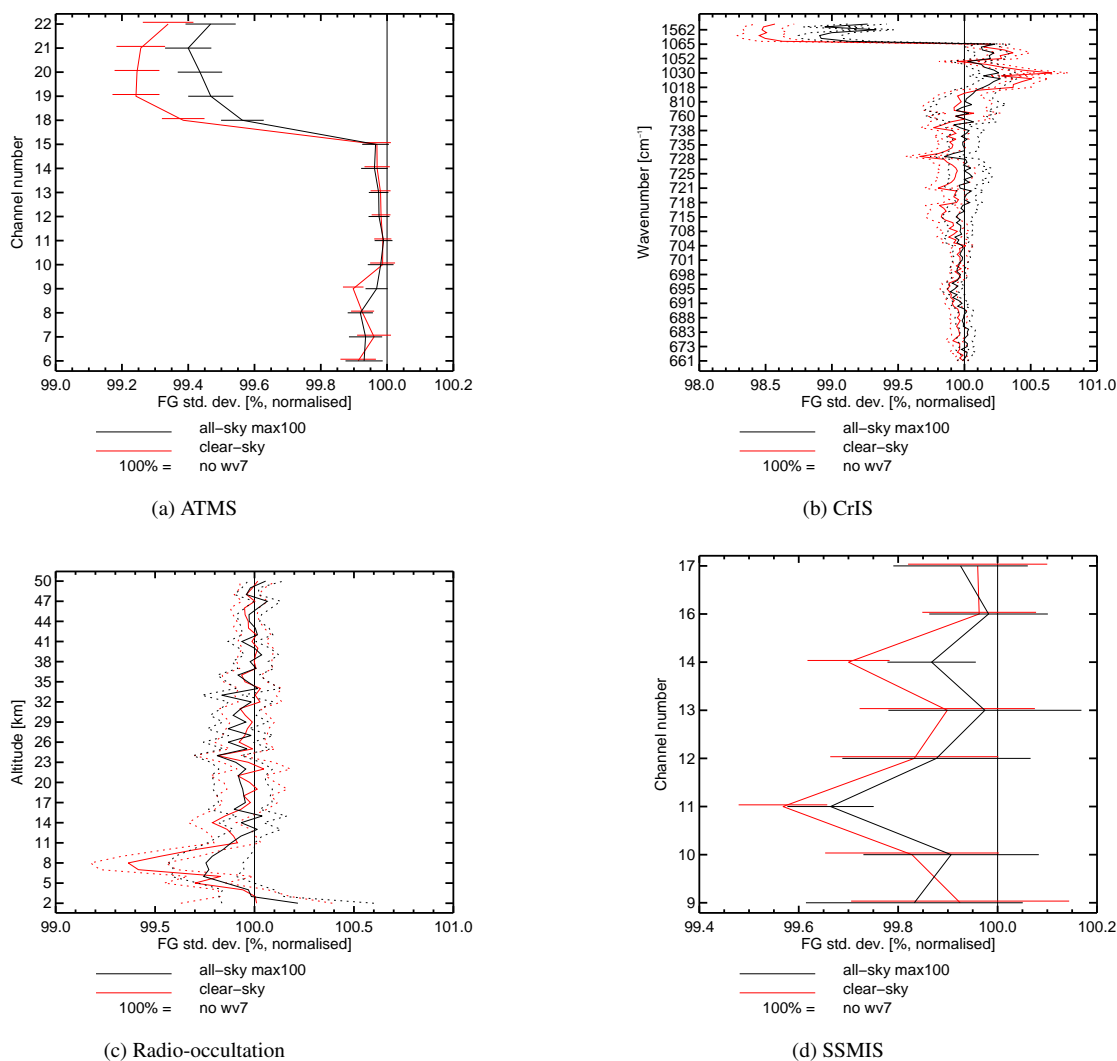 22
21
20
19
18
15
14
13
12
11
10
9
8
7
6
Channel number
99.0 99.2 99.4 99.6 99.8 100.0 100.2
FG std. dev. [%, normalised]
all-sky max100
clear-sky
100% = no wv7
(a) ATMS
1562
1065
1052
1030
1018
810
760
738
735
728
721
718
715
708
704
701
698
695
691
688
683
673
661
Wavenumber [cm⁻¹]
98.0 98.5 99.0 99.5 100.0 100.5 101.0
FG std. dev. [%, normalised]
all-sky max100
clear-sky
100% = no wv7
(b) CrIS
50
47
44
41
38
35
32
29
26
23
20
17
14
11
8
5
2
Altitude [km]
99.0 99.5 100.0 100.5 101.0
FG std. dev. [%, normalised]
all-sky max100
clear-sky
100% = no wv7
(c) Radio-occultation
17
16
14
13
12
11
10
9
Channel number
99.4 99.6 99.8 100.0 100.2
FG std. dev. [%, normalised]
all-sky max100
clear-sky
100% = no wv7
(d) SSMIS